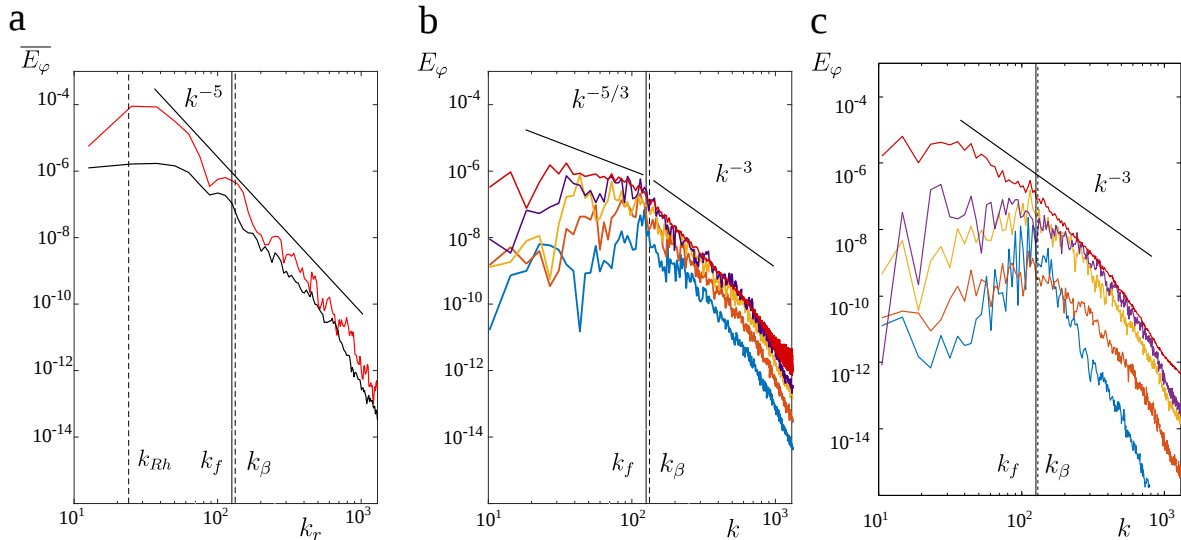 a
$\overline{E_\varphi}$
10^{-4}
10^{-6}
10^{-8}
10^{-10}
10^{-12}
10^{-14}
k^{-5}
k_{Rh}
k_f
k_β
10^1
10^2
10^3
k_r
b
E_φ
10^{-4}
10^{-6}
10^{-8}
10^{-10}
10^{-12}
10^{-14}
k^{-5/3}
k^{-3}
k_f
k_β
10^1
10^2
10^3
k
c
E_φ
10^{-4}
10^{-6}
10^{-8}
10^{-10}
10^{-12}
10^{-14}
k^{-3}
k_f
k_β
10^1
10^2
10^3
k